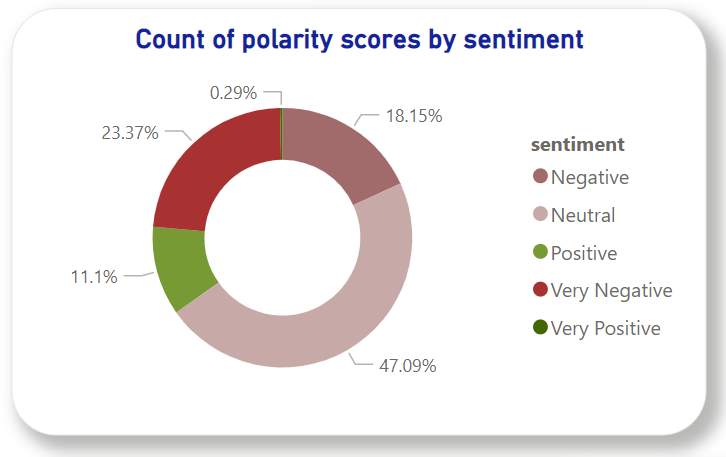 Count of polarity scores by sentiment
0.29%
18.15%
23.37%
11.1%
47.09%
sentiment
Negative
Neutral
Positive
Very Negative
Very Positive